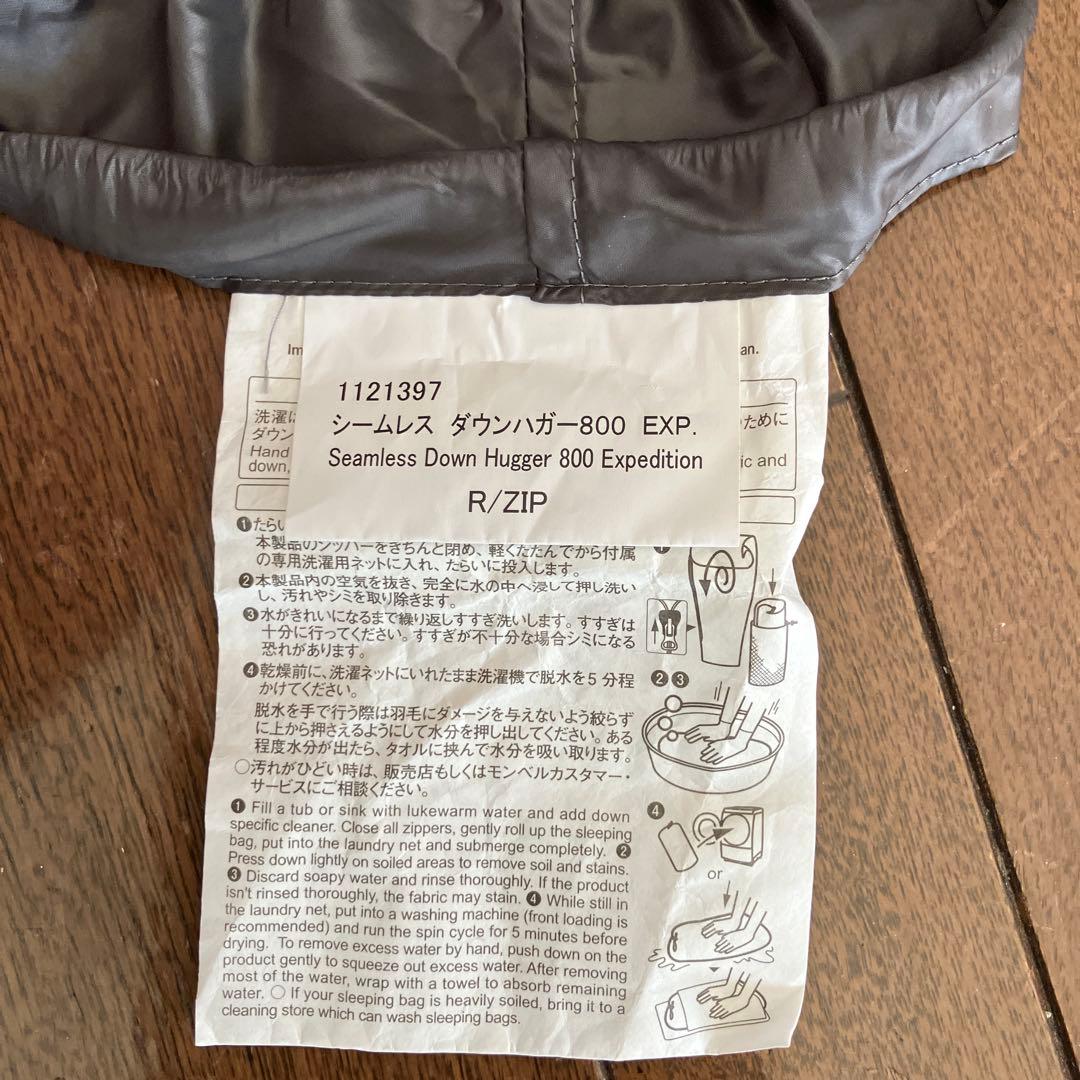 Im
an.
1121397
シームレス ダウンハガー800 EXP.
Seamless Down Hugger 800 Expedition
R/ZIP
洗濯に
ために
ダウン
Hand
down,
ic and
❶たらい
本製品のジッパーをきちんと閉め、軽くたたんでから付属
の専用洗濯用ネットに入れ、たらいに投入します。
❷本製品内の空気を抜き、完全に水の中へ浸して押し洗い
し、汚れやシミを取り除きます。
❸水がきれいになるまで繰り返しすすぎ洗いします。すすぎは
十分に行ってください。すすぎが不十分な場合シミになる
恐れがあります。
❹乾燥前に、洗濯ネットにいれたまま洗濯機で脱水を5分程
かけてください。
脱水を手で行う際は羽毛にダメージを与えないよう絞らず
に上から押さえるようにして水分を押し出してください。ある
程度水分が出たら、タオルに挟んで水分を吸い取ります。
○汚れがひどい時は、販売店もしくはモンベルカスタマー・
サービスにご相談ください。
❶ Fill a tub or sink with lukewarm water and add down
specific cleaner. Close all zippers, gently roll up the sleeping
bag, put into the laundry net and submerge completely. ❷
Press down lightly on soiled areas to remove soil and stains.
❸ Discard soapy water and rinse thoroughly. If the product
isn't rinsed thoroughly, the fabric may stain. ❹ While still in
the laundry net, put into a washing machine (front loading is
recommended) and run the spin cycle for 5 minutes before
drying. To remove excess water by hand, push down on the
product gently to squeeze out excess water. After removing
most of the water, wrap with a towel to absorb remaining
water. ○ If your sleeping bag is heavily soiled, bring it to a
cleaning store which can wash sleeping bags.
❶
❷❸
❹
or